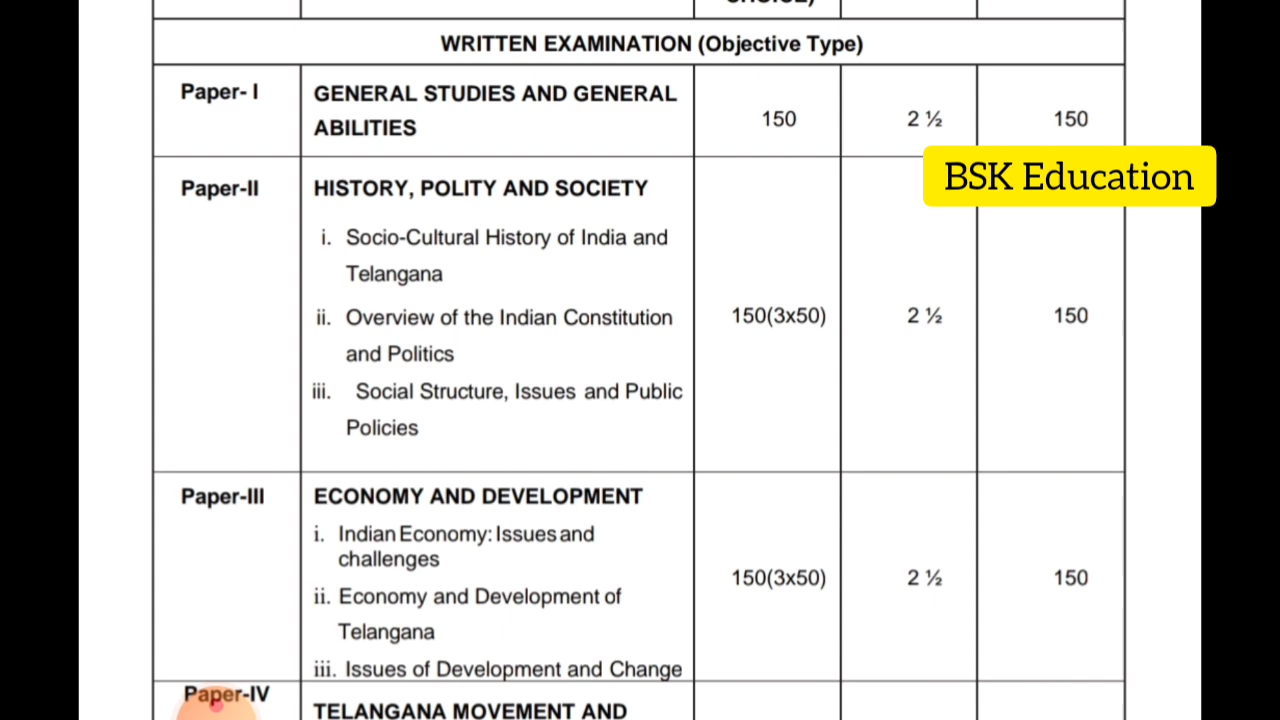 CHOICE)
WRITTEN EXAMINATION (Objective Type)
Paper- I
GENERAL STUDIES AND GENERAL
ABILITIES
150
2 ½
150
BSK Education
Paper-II
HISTORY, POLITY AND SOCIETY
i. Socio-Cultural History of India and
Telangana
ii. Overview of the Indian Constitution
and Politics
iii. Social Structure, Issues and Public
Policies
150(3x50)
2 ½
150
Paper-III
ECONOMY AND DEVELOPMENT
i. Indian Economy: Issues and
challenges
ii. Economy and Development of
Telangana
iii. Issues of Development and Change
150(3x50)
2 ½
150
Paper-IV
TELANGANA MOVEMENT AND